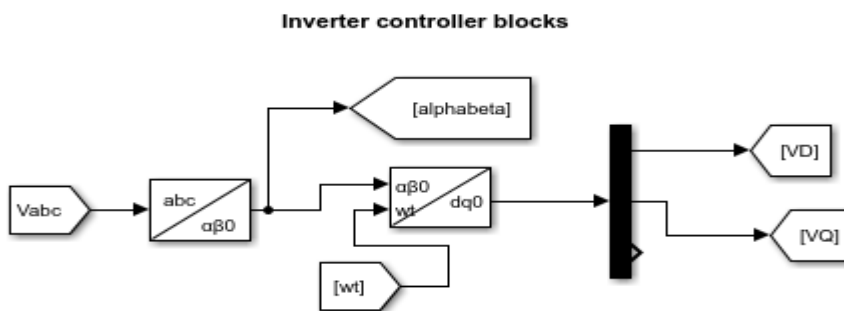 Inverter controller blocks
[alphabeta]
Vabc
abc
αβ0
αβ0
wt
dq0
[wt]
[VD]
[VQ]